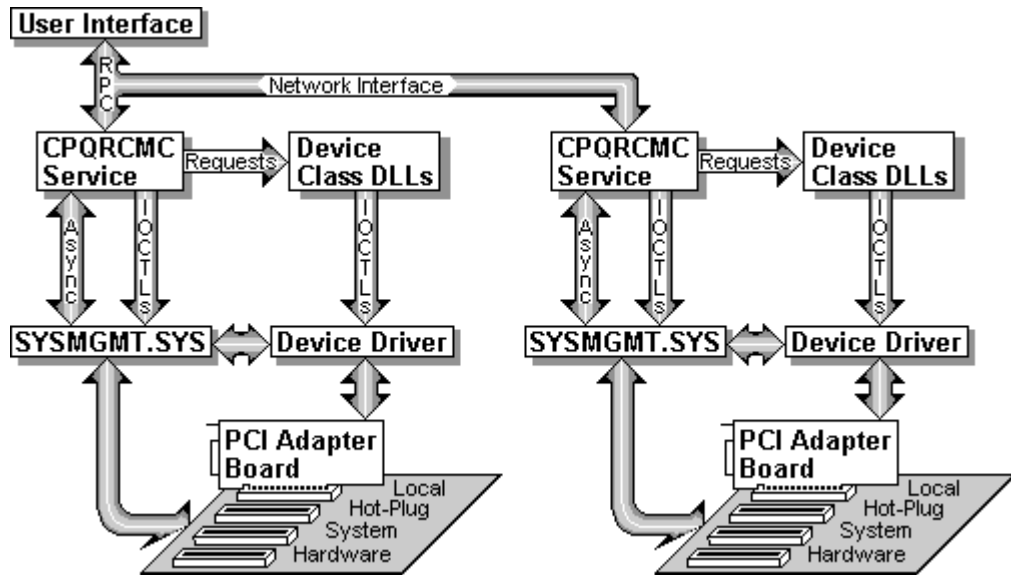 User Interface
RPC
Network Interface
CPQRCMC
Service
Requests
Device
Class DLLs
CPQRCMC
Service
Requests
Device
Class DLLs
Async
IOCTLs
IOCTLs
Async
IOCTLs
IOCTLs
SYSMGMT.SYS
Device Driver
SYSMGMT.SYS
Device Driver
PCI Adapter
Board
Local
Hot-Plug
System
Hardware
PCI Adapter
Board
Local
Hot-Plug
System
Hardware